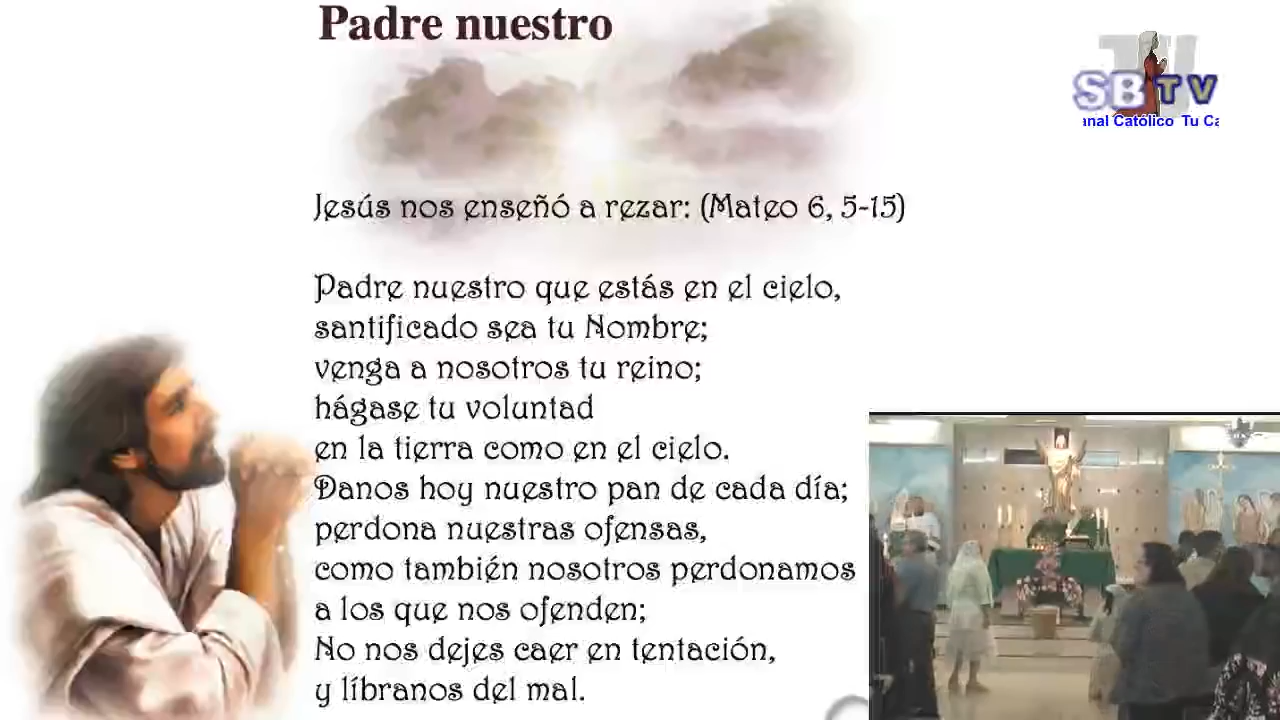 Padre nuestro
SBTV
anal Católico Tu Ca
Jesús nos enseñó a rezar: (Mateo 6, 5-15)
Padre nuestro que estás en el cielo,
santificado sea tu Nombre;
venga a nosotros tu reino;
hágase tu voluntad
en la tierra como en el cielo.
Danos hoy nuestro pan de cada día;
perdona nuestras ofensas,
como también nosotros perdonamos
a los que nos ofenden;
No nos dejes caer en tentación,
y líbranos del mal.